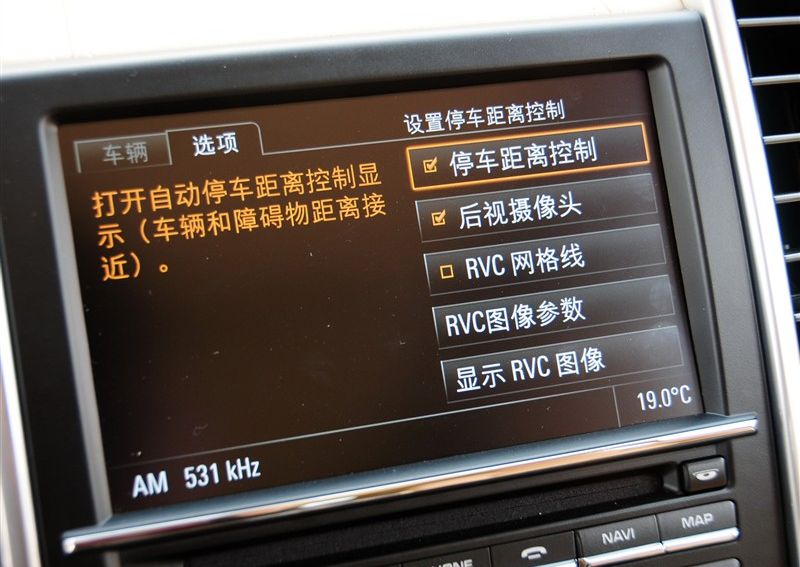 设置停车距离控制
车辆 选项
停车距离控制
打开自动停车距离控制显
示（车辆和障碍物距离接
近）。
后视摄像头
RVC 网格线
RVC图像参数
显示 RVC 图像
19.0°C
AM 531 kHz
NAVI
MAP